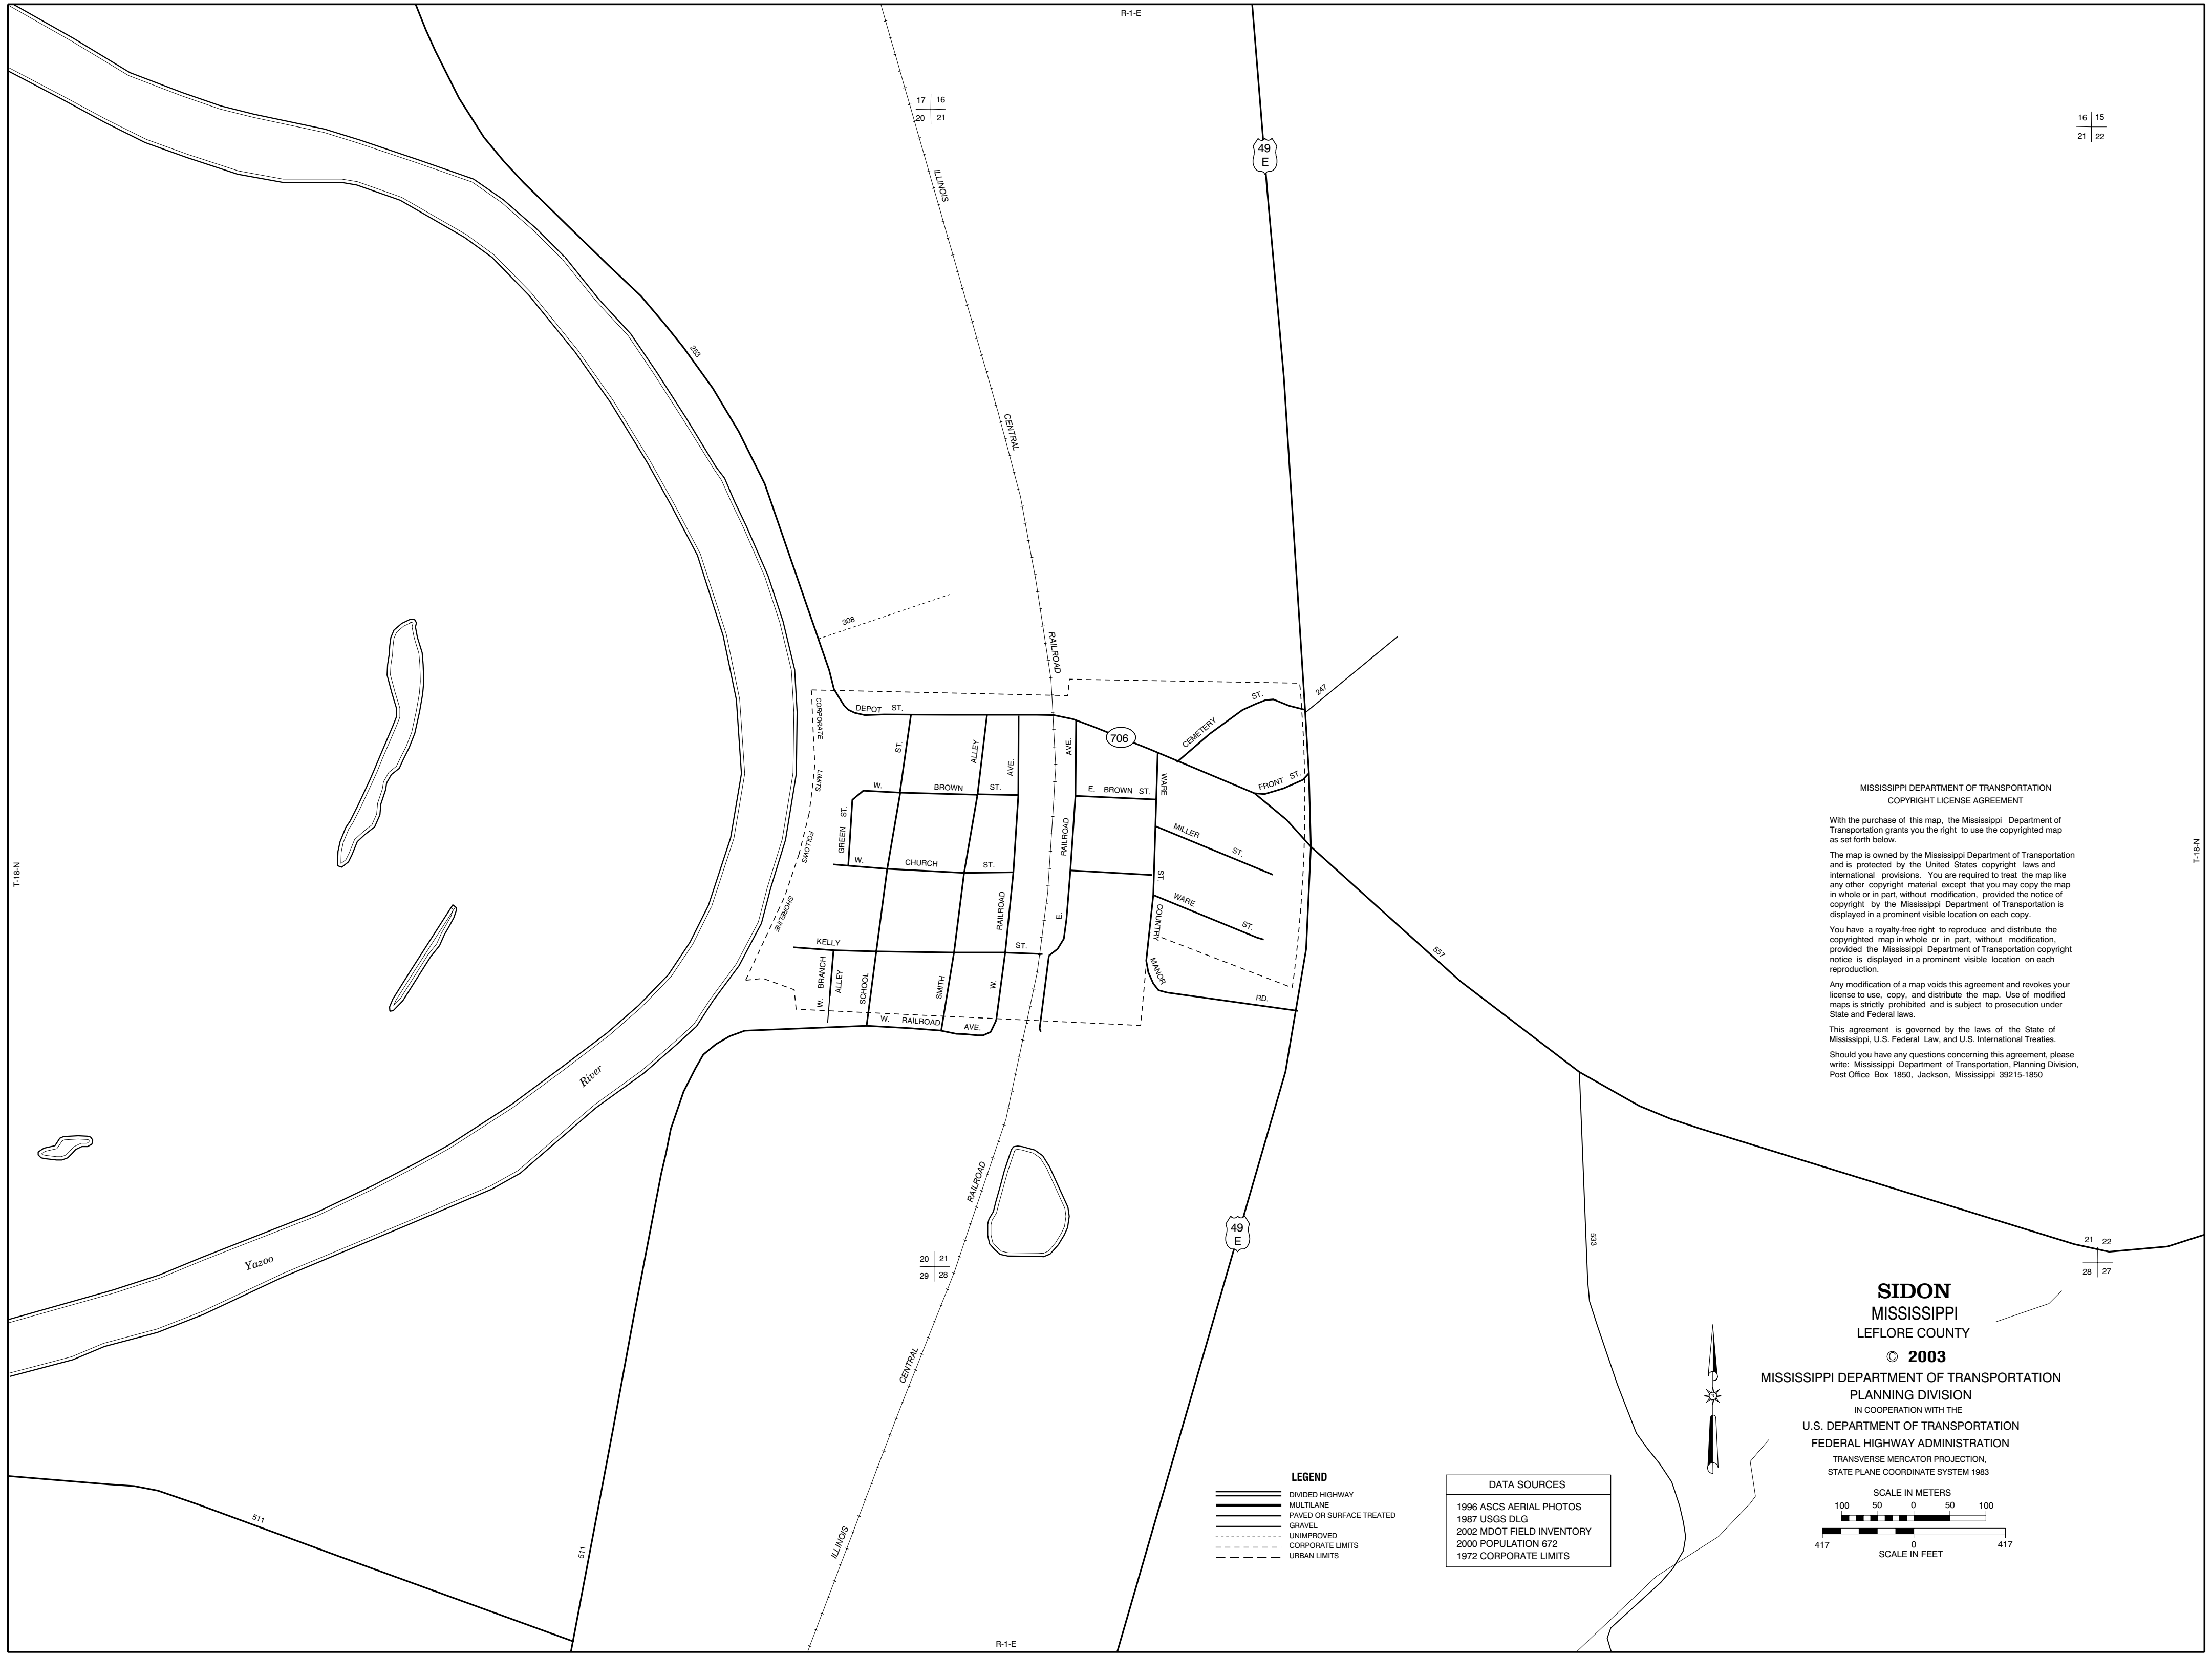 R-1-E
17 16
20 21
16 15
21 22
49
E
ILLINOIS
CENTRAL
RAILROAD
253
308
247
T-18-N
T-18-N
CORPORATE
LIMITS
FOLLOWS
SHORELINE
DEPOT ST.
706
CEMETERY ST.
FRONT ST.
ST.
ALLEY
AVE.
AVE.
W. BROWN ST.
E. BROWN ST.
WARE
ST.
GREEN ST.
MILLER ST.
W. CHURCH ST.
RAILROAD
E.
RAILROAD
W.
WARE ST.
COUNTRY
MANOR
RD.
KELLY ST.
W. BRANCH
ALLEY
SCHOOL
SMITH
W. RAILROAD AVE.
557
533
River
Yazoo
RAILROAD
CENTRAL
ILLINOIS
49
E
20 21
29 28
21 22
28 27
511
511
R-1-E
MISSISSIPPI DEPARTMENT OF TRANSPORTATION
COPYRIGHT LICENSE AGREEMENT
With the purchase of this map, the Mississippi Department of
Transportation grants you the right to use the copyrighted map
as set forth below.
The map is owned by the Mississippi Department of Transportation
and is protected by the United States copyright laws and
international provisions. You are required to treat the map like
any other copyright material except that you may copy the map
in whole or in part, without modification, provided the notice of
copyright by the Mississippi Department of Transportation is
displayed in a prominent visible location on each copy.
You have a royalty-free right to reproduce and distribute the
copyrighted map in whole or in part, without modification,
provided the Mississippi Department of Transportation copyright
notice is displayed in a prominent visible location on each
reproduction.
Any modification of a map voids this agreement and revokes your
license to use, copy, and distribute the map. Use of modified
maps is strictly prohibited and is subject to prosecution under
State and Federal laws.
This agreement is governed by the laws of the State of
Mississippi, U.S. Federal Law, and U.S. International Treaties.
Should you have any questions concerning this agreement, please
write: Mississippi Department of Transportation, Planning Division,
Post Office Box 1850, Jackson, Mississippi 39215-1850
SIDON
MISSISSIPPI
LEFLORE COUNTY
© 2003
MISSISSIPPI DEPARTMENT OF TRANSPORTATION
PLANNING DIVISION
IN COOPERATION WITH THE
U.S. DEPARTMENT OF TRANSPORTATION
FEDERAL HIGHWAY ADMINISTRATION
TRANSVERSE MERCATOR PROJECTION,
STATE PLANE COORDINATE SYSTEM 1983
SCALE IN METERS
100 50 0 50 100
417 0 417
SCALE IN FEET
LEGEND
DIVIDED HIGHWAY
MULTILANE
PAVED OR SURFACE TREATED
GRAVEL
UNIMPROVED
CORPORATE LIMITS
URBAN LIMITS
DATA SOURCES
1996 ASCS AERIAL PHOTOS
1987 USGS DLG
2002 MDOT FIELD INVENTORY
2000 POPULATION 672
1972 CORPORATE LIMITS